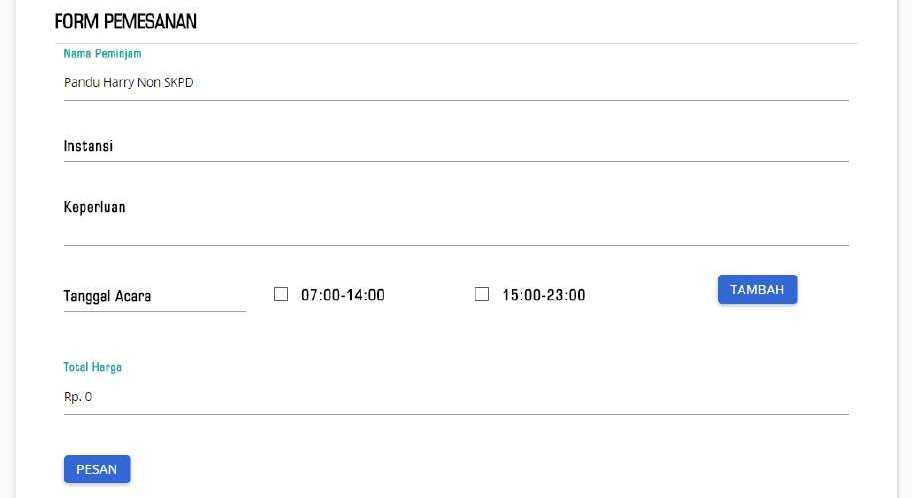 FORM PEMESANAN
Nama Peminjam
Pandu Harry Non SKPD
Instansi
Keperluan
Tanggal Acara 07:00-14:00 15:00-23:00 TAMBAH
Total Harga
Rp. 0
PESAN